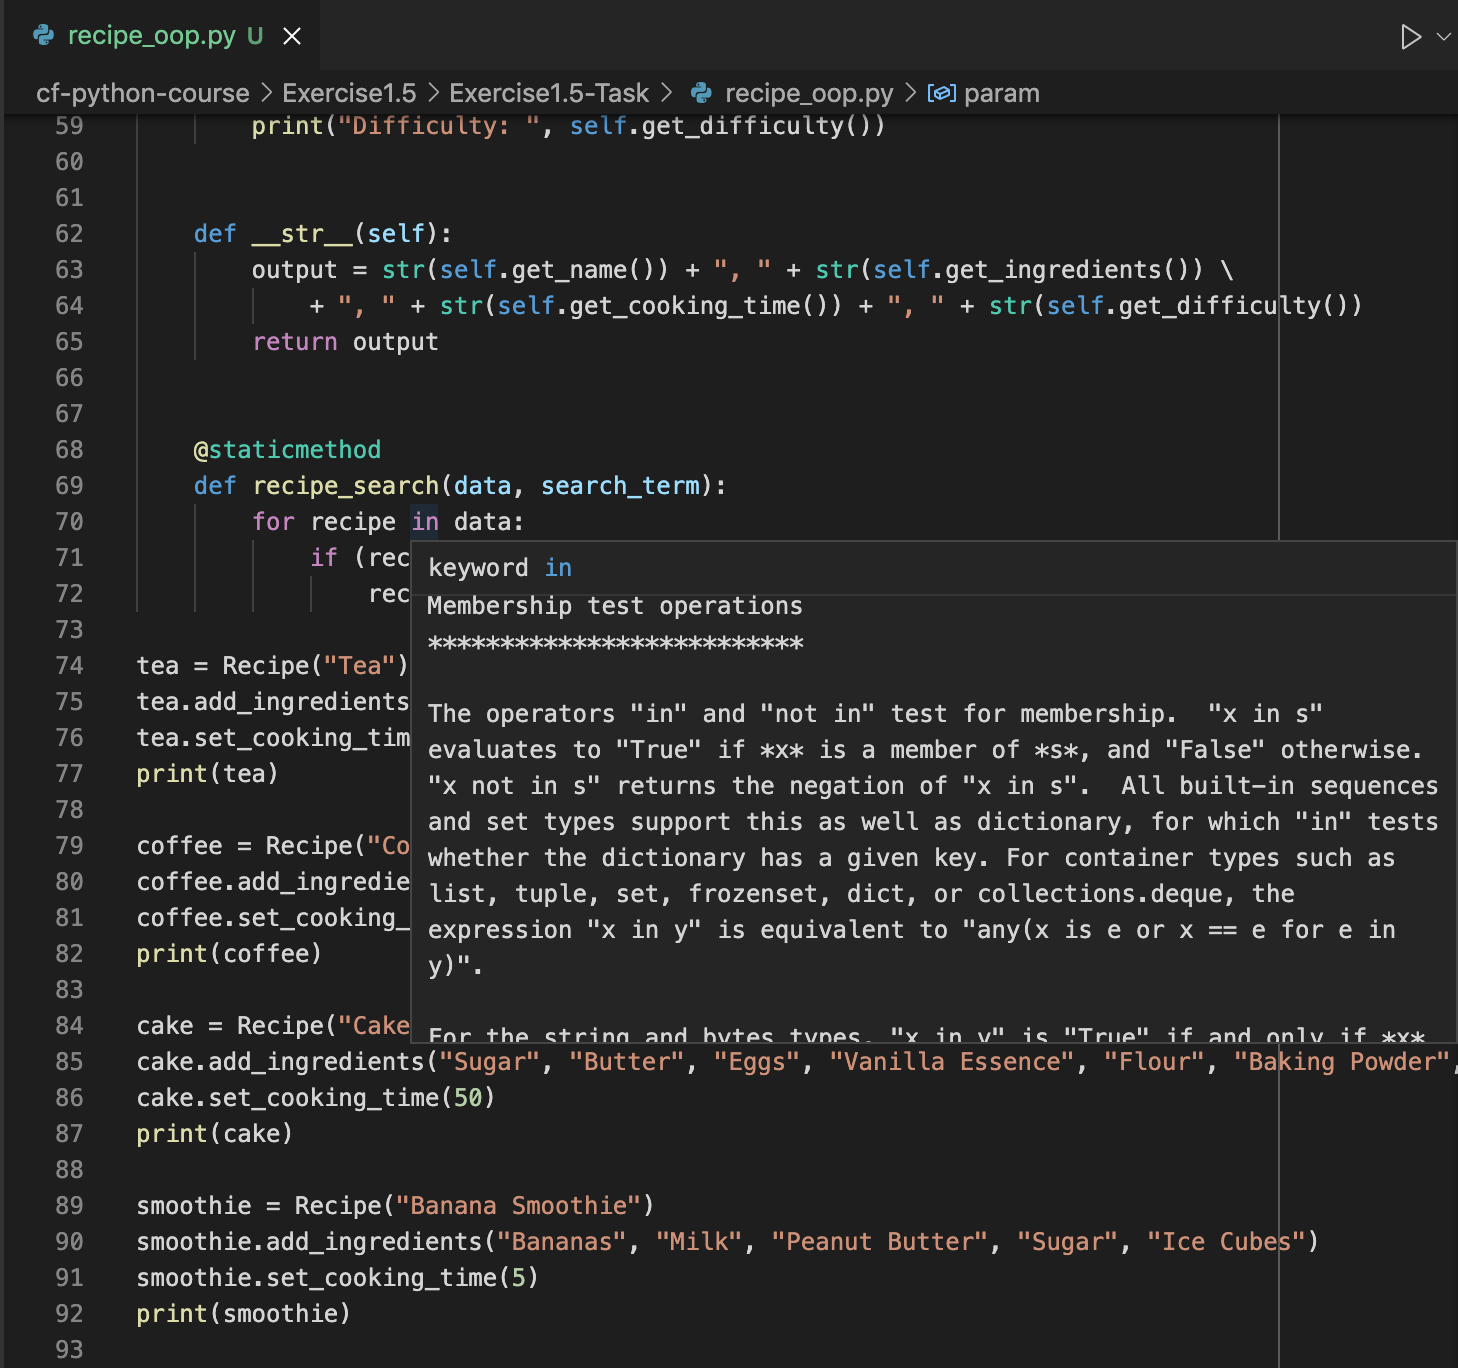 recipe_oop.py U
cf-python-course > Exercise1.5 > Exercise1.5-Task > recipe_oop.py > param
59 print("Difficulty: ", self.get_difficulty())
60
61
62 def __str__(self):
63 output = str(self.get_name()) + ", " + str(self.get_ingredients()) \
64 + ", " + str(self.get_cooking_time()) + ", " + str(self.get_difficulty())
65 return output
66
67
68 @staticmethod
69 def recipe_search(data, search_term):
70 for recipe in data:
71 if (rec
72 rec
73
74 tea = Recipe("Tea")
75 tea.add_ingredients
76 tea.set_cooking_tim
77 print(tea)
78
79 coffee = Recipe("Co
80 coffee.add_ingredie
81 coffee.set_cooking_
82 print(coffee)
83
84 cake = Recipe("Cake
keyword in
Membership test operations
**************************
The operators "in" and "not in" test for membership.  "x in s"
evaluates to "True" if *x* is a member of *s*, and "False" otherwise.
"x not in s" returns the negation of "x in s".  All built-in sequences
and set types support this as well as dictionary, for which "in" tests
whether the dictionary has a given key. For container types such as
list, tuple, set, frozenset, dict, or collections.deque, the
expression "x in y" is equivalent to "any(x is e or x == e for e in
y)".
For the string and bytes types, "x in y" is "True" if and only if *x*
85 cake.add_ingredients("Sugar", "Butter", "Eggs", "Vanilla Essence", "Flour", "Baking Powder",
86 cake.set_cooking_time(50)
87 print(cake)
88
89 smoothie = Recipe("Banana Smoothie")
90 smoothie.add_ingredients("Bananas", "Milk", "Peanut Butter", "Sugar", "Ice Cubes")
91 smoothie.set_cooking_time(5)
92 print(smoothie)
93